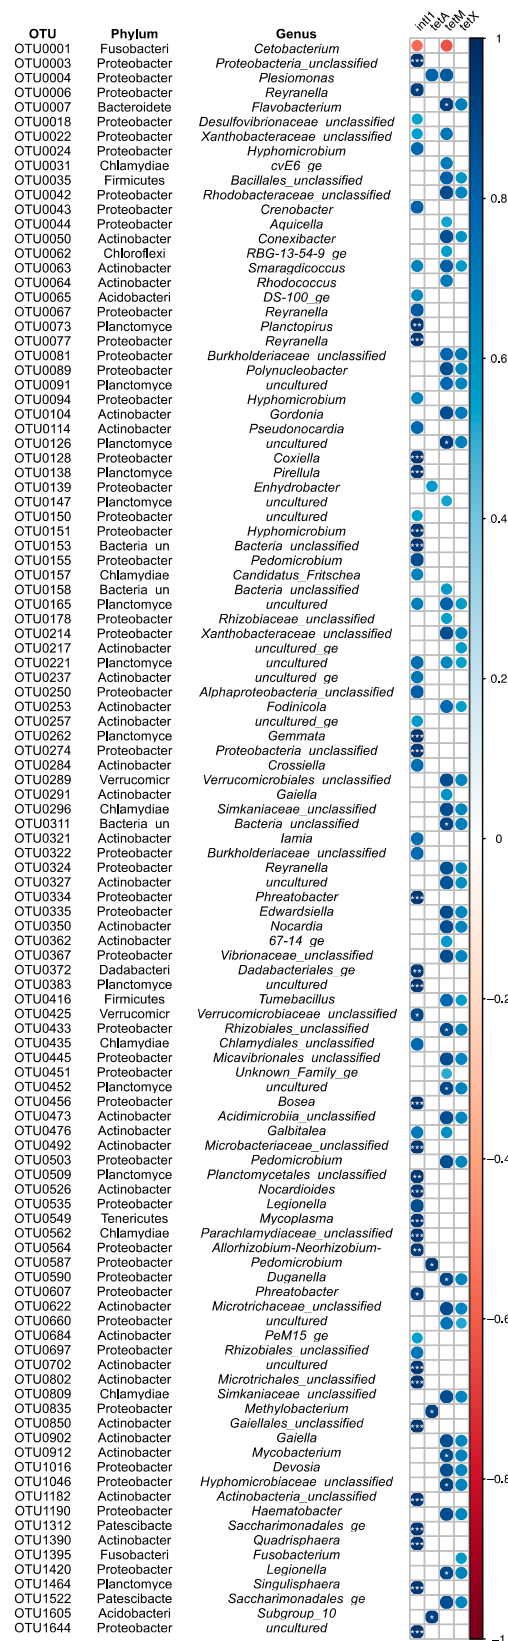 intI1 tetA tetM tetX
OTU Phylum Genus
OTU0001 Fusobacteri Cetobacterium
OTU0003 Proteobacter Proteobacteria_unclassified ***
OTU0004 Proteobacter Plesiomonas
OTU0006 Proteobacter Reyranella *
OTU0007 Bacteroidete Flavobacterium *
OTU0018 Proteobacter Desulfovibrionaceae_unclassified
OTU0022 Proteobacter Xanthobacteraceae_unclassified
OTU0024 Proteobacter Hyphomicrobium
OTU0031 Chlamydiae cvE6_ge
OTU0035 Firmicutes Bacillales_unclassified
OTU0042 Proteobacter Rhodobacteraceae_unclassified
OTU0043 Proteobacter Crenobacter
OTU0044 Proteobacter Aquicella
OTU0050 Actinobacter Conexibacter
OTU0062 Chloroflexi RBG-13-54-9_ge
OTU0063 Actinobacter Smaragdicoccus
OTU0064 Actinobacter Rhodococcus
OTU0065 Acidobacteri DS-100_ge
OTU0067 Proteobacter Reyranella
OTU0073 Planctomyce Planctopirus **
OTU0077 Proteobacter Reyranella ***
OTU0081 Proteobacter Burkholderiaceae_unclassified
OTU0089 Proteobacter Polynucleobacter
OTU0091 Planctomyce uncultured
OTU0094 Proteobacter Hyphomicrobium
OTU0104 Actinobacter Gordonia
OTU0114 Actinobacter Pseudonocardia
OTU0126 Planctomyce uncultured *
OTU0128 Proteobacter Coxiella ***
OTU0138 Planctomyce Pirellula ***
OTU0139 Proteobacter Enhydrobacter
OTU0147 Planctomyce uncultured
OTU0150 Proteobacter uncultured
OTU0151 Proteobacter Hyphomicrobium ***
OTU0153 Bacteria_un Bacteria_unclassified ***
OTU0155 Proteobacter Pedomicrobium
OTU0157 Chlamydiae Candidatus_Fritschea
OTU0158 Bacteria_un Bacteria_unclassified
OTU0165 Planctomyce uncultured
OTU0178 Proteobacter Rhizobiaceae_unclassified
OTU0214 Proteobacter Xanthobacteraceae_unclassified
OTU0217 Actinobacter uncultured_ge
OTU0221 Planctomyce uncultured
OTU0237 Actinobacter uncultured_ge
OTU0250 Proteobacter Alphaproteobacteria_unclassified
OTU0253 Actinobacter Fodinicola
OTU0257 Actinobacter uncultured_ge
OTU0262 Planctomyce Gemmata ***
OTU0274 Proteobacter Proteobacteria_unclassified ***
OTU0284 Actinobacter Crossiella
OTU0289 Verrucomicr Verrucomicrobiales_unclassified
OTU0291 Actinobacter Gaiella
OTU0296 Chlamydiae Simkaniaceae_unclassified
OTU0311 Bacteria_un Bacteria_unclassified *
OTU0321 Actinobacter Iamia
OTU0322 Proteobacter Burkholderiaceae_unclassified
OTU0324 Proteobacter Reyranella
OTU0327 Actinobacter uncultured
OTU0334 Proteobacter Phreatobacter ***
OTU0335 Proteobacter Edwardsiella
OTU0350 Actinobacter Nocardia
OTU0362 Actinobacter 67-14_ge
OTU0367 Proteobacter Vibrionaceae_unclassified
OTU0372 Dadabacteri Dadabacteriales_ge **
OTU0383 Planctomyce uncultured ***
OTU0416 Firmicutes Tumebacillus
OTU0425 Verrucomicr Verrucomicrobiaceae_unclassified *
OTU0433 Proteobacter Rhizobiales_unclassified *
OTU0435 Chlamydiae Chlamydiales_unclassified
OTU0445 Proteobacter Micavibrionales_unclassified
OTU0451 Proteobacter Unknown_Family_ge
OTU0452 Planctomyce uncultured *
OTU0456 Proteobacter Bosea ***
OTU0473 Actinobacter Acidimicrobiia_unclassified
OTU0476 Actinobacter Galbitalea
OTU0492 Actinobacter Microbacteriaceae_unclassified ***
OTU0503 Proteobacter Pedomicrobium
OTU0509 Planctomyce Planctomycetales_unclassified **
OTU0526 Actinobacter Nocardioides ***
OTU0535 Proteobacter Legionella
OTU0549 Tenericutes Mycoplasma ***
OTU0562 Chlamydiae Parachlamydiaceae_unclassified ***
OTU0564 Proteobacter Allorhizobium-Neorhizobium- **
OTU0587 Proteobacter Pedomicrobium *
OTU0590 Proteobacter Duganella *
OTU0607 Proteobacter Phreatobacter *
OTU0622 Actinobacter Microtrichaceae_unclassified
OTU0660 Proteobacter uncultured
OTU0684 Actinobacter PeM15_ge
OTU0697 Proteobacter Rhizobiales_unclassified
OTU0702 Actinobacter uncultured ***
OTU0802 Actinobacter Microtrichales_unclassified ***
OTU0809 Chlamydiae Simkaniaceae_unclassified
OTU0835 Proteobacter Methylobacterium *
OTU0850 Actinobacter Gaiellales_unclassified ***
OTU0902 Actinobacter Gaiella
OTU0912 Actinobacter Mycobacterium *
OTU1016 Proteobacter Devosia
OTU1046 Proteobacter Hyphomicrobiaceae_unclassified *
OTU1182 Actinobacter Actinobacteria_unclassified ***
OTU1190 Proteobacter Haematobacter
OTU1312 Patescibacte Saccharimonadales_ge ***
OTU1390 Actinobacter Quadrisphaera ***
OTU1395 Fusobacteri Fusobacterium
OTU1420 Proteobacter Legionella *
OTU1464 Planctomyce Singulisphaera ***
OTU1522 Patescibacte Saccharimonadales_ge
OTU1605 Acidobacteri Subgroup_10 *
OTU1644 Proteobacter uncultured ***
1
0.8
0.6
0.4
0.2
0
-0.2
-0.4
-0.6
-0.8
-1